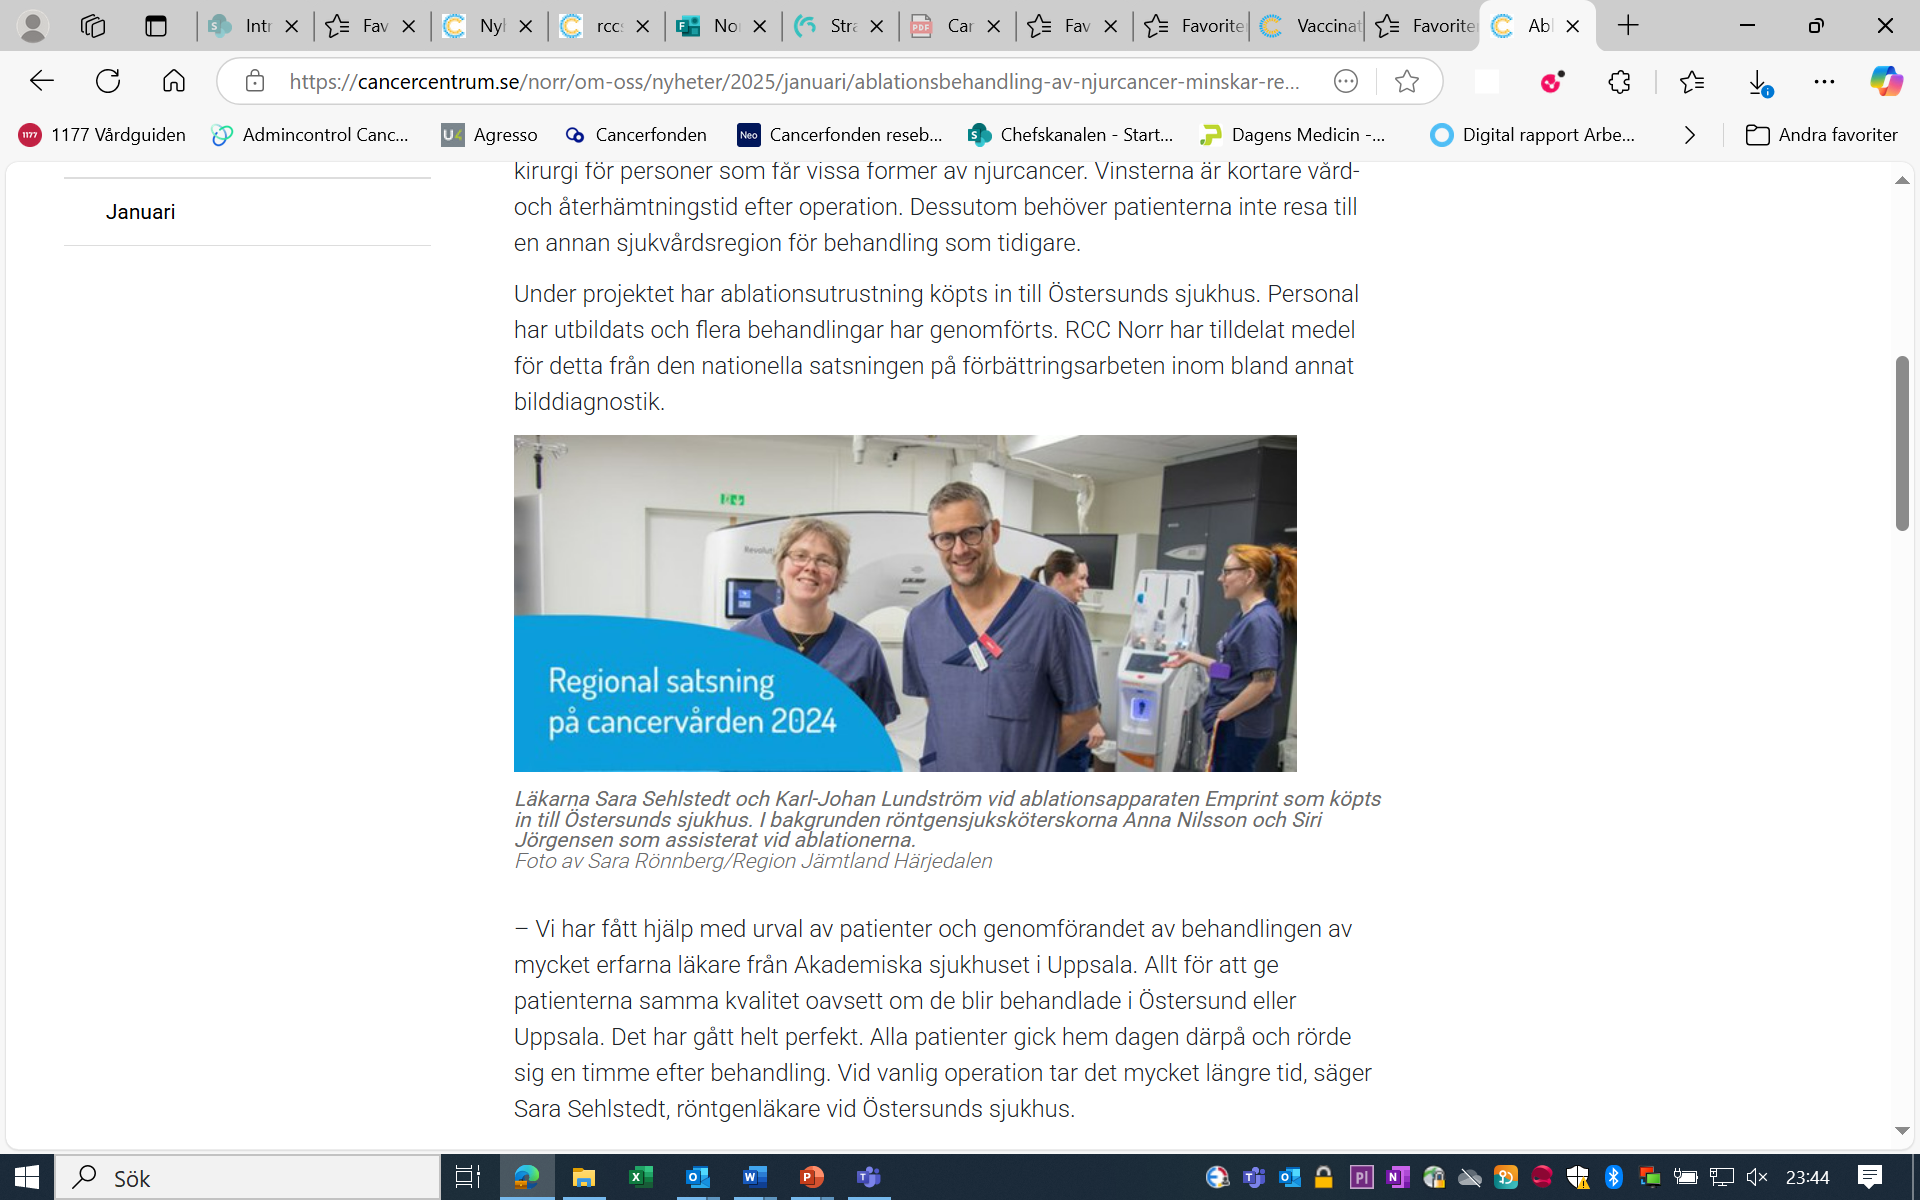 Intr
Fav
Nyh
rccs
Nor
Stra
Can
Fav
Favoriter
Vaccinat
Favoriter
Abl
https://cancercentrum.se/norr/om-oss/nyheter/2025/januari/ablationsbehandling-av-njurcancer-minskar-re...
1177 Vårdguiden
Admincontrol Canc...
U4 Agresso
Cancerfonden
Neo Cancerfonden reseb...
Chefskanalen - Start...
Dagens Medicin -...
Digital rapport Arbe...
Andra favoriter
Januari
kirurgi för personer som får vissa former av njurcancer. Vinsterna är kortare vård-
och återhämtningstid efter operation. Dessutom behöver patienterna inte resa till
en annan sjukvårdsregion för behandling som tidigare.
Under projektet har ablationsutrustning köpts in till Östersunds sjukhus. Personal
har utbildats och flera behandlingar har genomförts. RCC Norr har tilldelat medel
för detta från den nationella satsningen på förbättringsarbeten inom bland annat
bilddiagnostik.
Regional satsning
på cancervården 2024
Läkarna Sara Sehlstedt och Karl-Johan Lundström vid ablationsapparaten Emprint som köpts
in till Östersunds sjukhus. I bakgrunden röntgensjuksköterskorna Anna Nilsson och Siri
Jörgensen som assisterat vid ablationerna.
Foto av Sara Rönnberg/Region Jämtland Härjedalen
– Vi har fått hjälp med urval av patienter och genomförandet av behandlingen av
mycket erfarna läkare från Akademiska sjukhuset i Uppsala. Allt för att ge
patienterna samma kvalitet oavsett om de blir behandlade i Östersund eller
Uppsala. Det har gått helt perfekt. Alla patienter gick hem dagen därpå och rörde
sig en timme efter behandling. Vid vanlig operation tar det mycket längre tid, säger
Sara Sehlstedt, röntgenläkare vid Östersunds sjukhus.
Sök
23:44